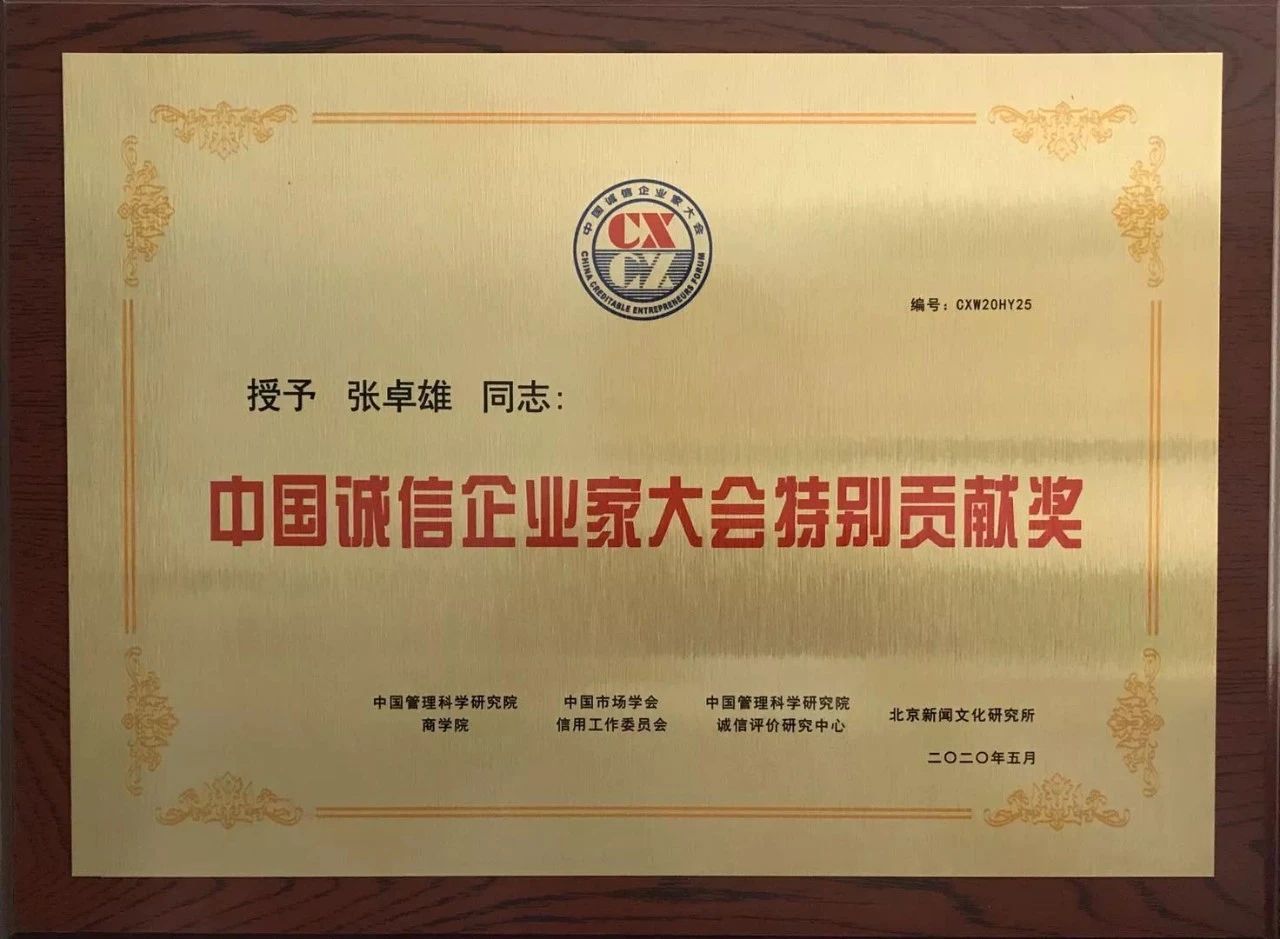 中国诚信企业家大会
CX
CZ
CHINA CREDITABLE ENTREPRENEURS FORUM
编号：CXW20HY25
授予 张卓雄 同志：
中国诚信企业家大会特别贡献奖
中国管理科学研究院 中国市场学会 中国管理科学研究院 北京新闻文化研究所
商学院 信用工作委员会 诚信评价研究中心
二〇二〇年五月